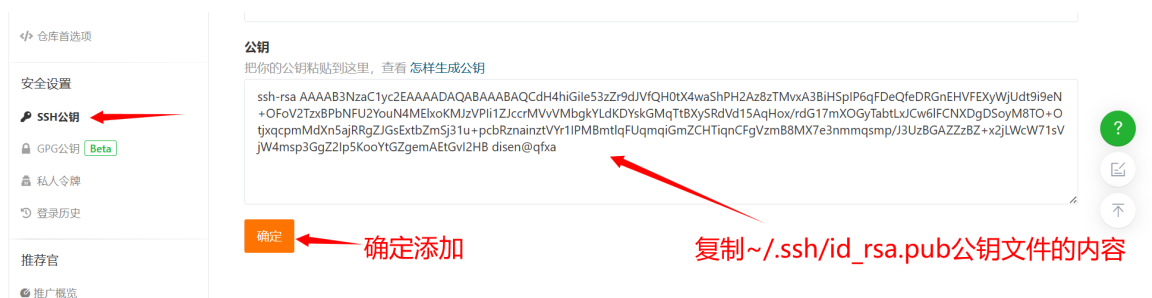 仓库首选项
安全设置
SSH公钥
GPG公钥 Beta
私人令牌
登录历史
推荐官
推广概览
公钥
把你的公钥粘贴到这里，查看 怎样生成公钥
ssh-rsa AAAAB3NzaC1yc2EAAAADAQABAAABAQCdH4hiGiIe53zZr9dJVfQH0tX4waShPH2Az8zTMvxA3BiHSpIP6qFDeQfeDRGnEHVFEXyWjUdt9i9eN
+OFoV2TzxBPbNFU2YouN4MElxoKMJzVPIi1ZJccrMVvVMbgkYLdKDYskGMqTtBXySRdVd15AqHox/rdG17mXOGyTabtLxJCw6lFCNXDgDSoyM8TO+O
tjxqcpmMdXn5ajRRgZJGsExtbZmSj31u+pcbRznainztVYr1IPMBmtlqFUqmqiGmZCHTiqnCFgVzmB8MX7e3nmmqsmp/J3UzBGAZZzBZ+x2jLWcW71sV
jW4msp3GgZ2Ip5KooYtGZgemAEtGvI2HB disen@qfxa
确定
确定添加
复制~/.ssh/id_rsa.pub公钥文件的内容
?